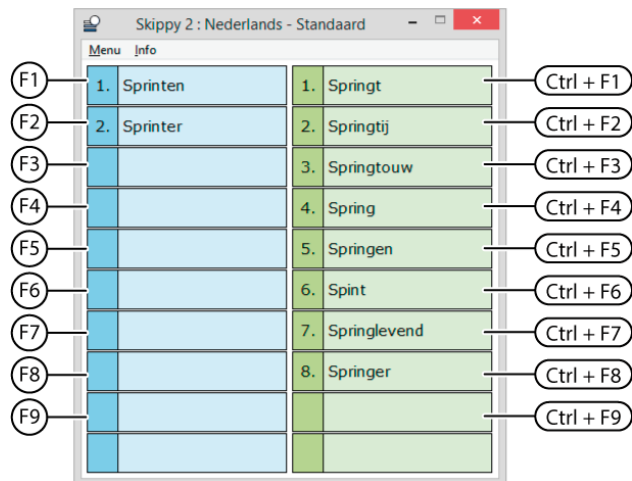 Skippy 2 : Nederlands - Standaard
Menu Info
F1 1. Sprinten 1. Springt Ctrl + F1
F2 2. Sprinter 2. Springtij Ctrl + F2
F3 3. Springtouw Ctrl + F3
F4 4. Spring Ctrl + F4
F5 5. Springen Ctrl + F5
F6 6. Spint Ctrl + F6
F7 7. Springlevend Ctrl + F7
F8 8. Springer Ctrl + F8
F9 Ctrl + F9